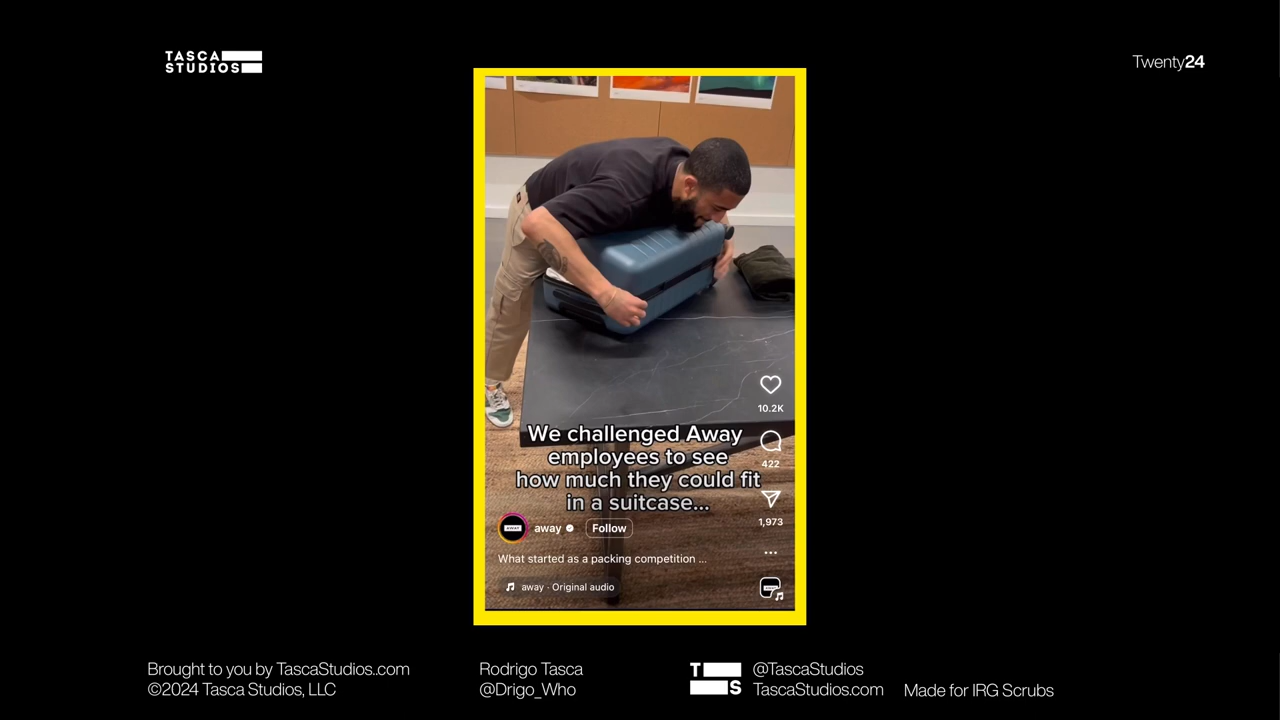 TASCA
STUDIOS
Twenty24
We challenged Away
employees to see
how much they could fit
in a suitcase...
10.2K
422
1,973
AWAY
away
Follow
What started as a packing competition ...
away · Original audio
Brought to you by TascaStudios..com
©2024 Tasca Studios, LLC
Rodrigo Tasca
@Drigo_Who
T
S
@TascaStudios
TascaStudios.com
Made for IRG Scrubs